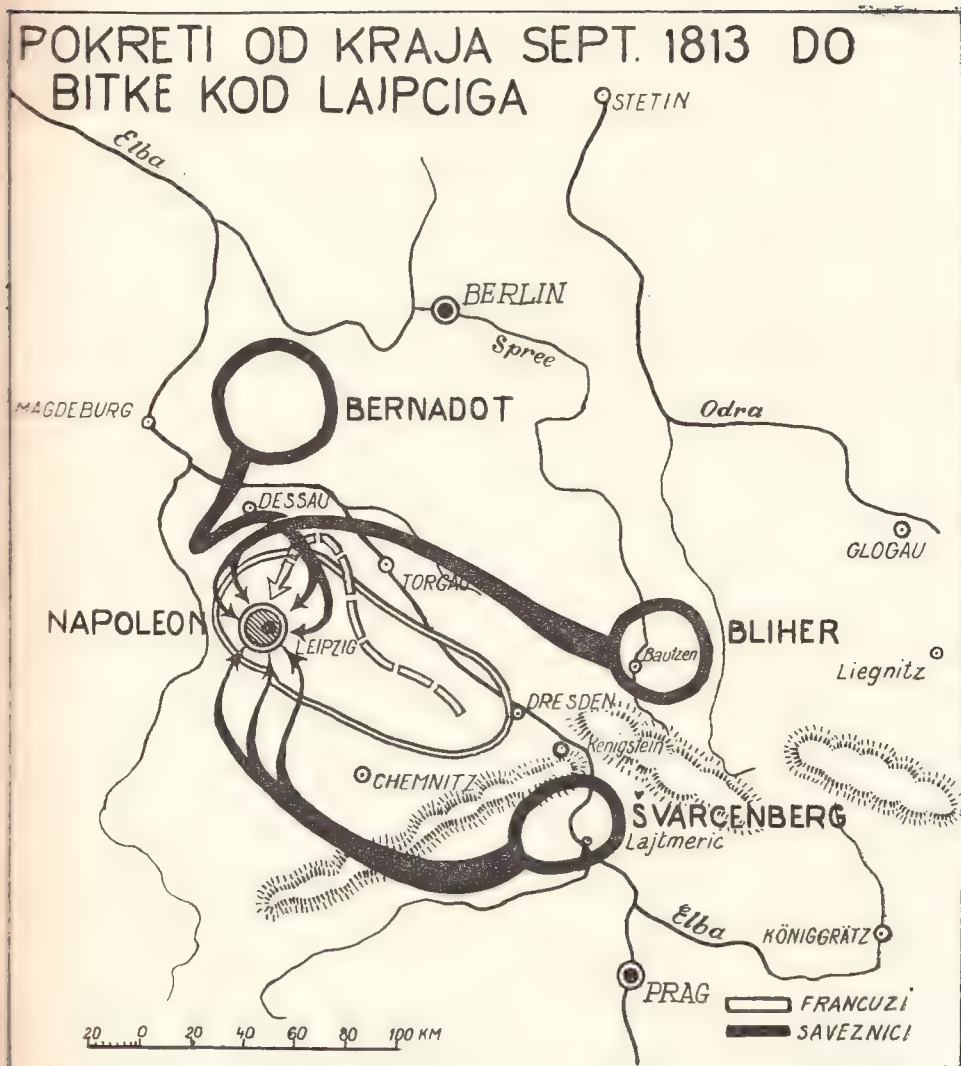 POKRETI OD KRAJA SEPT. 1813 DO
BITKE KOD LAJPCIGA
STETIN
Elba
BERLIN
Spree
MAGDEBURG
BERNADOT
Odra
DESSAU
GLOGAU
TORGAU
NAPOLEON
LEIPZIG
BLIHER
Bautzen
Liegnitz
DRESDEN
Kenigstein
CHEMNITZ
ŠVARCENBERG
Lajtmeric
Elba
KÖNIGGRÄTZ
PRAG
FRANCUZI
SAVEZNICI
20 0 20 40 60 80 100 KM